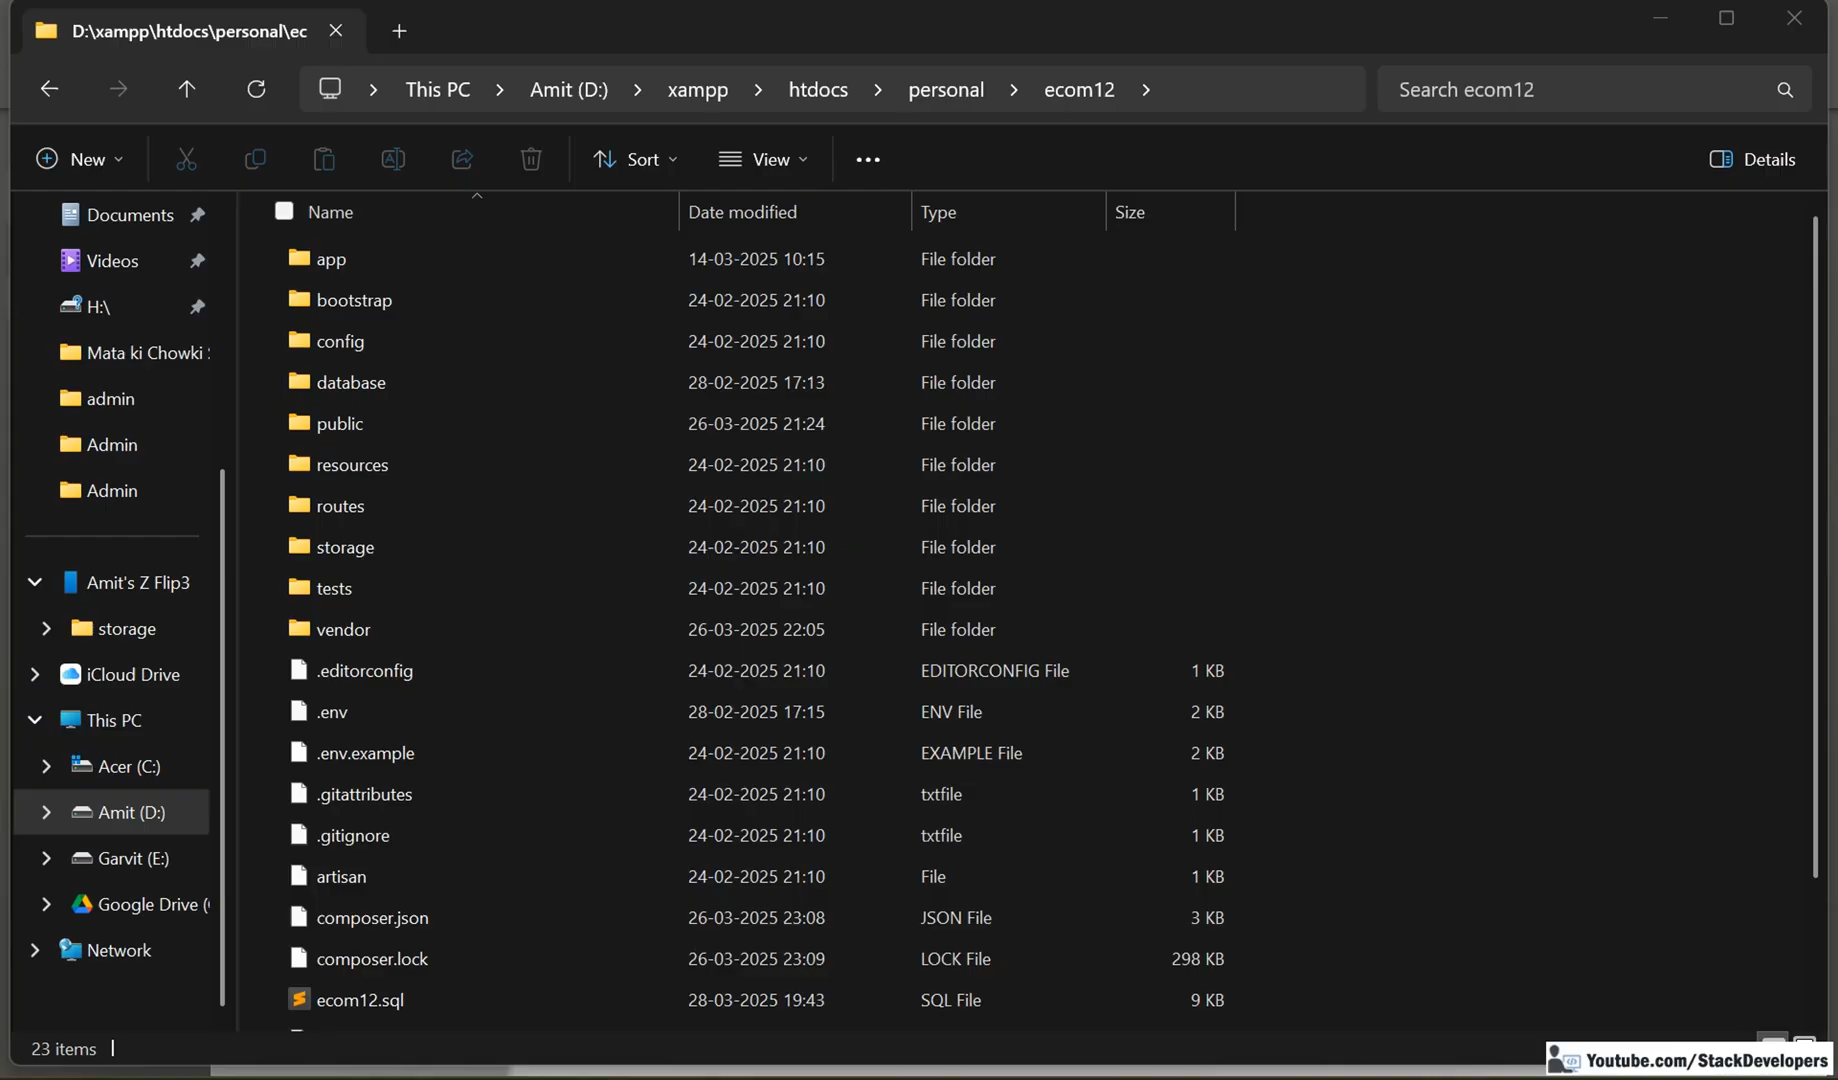 D:\xampp\htdocs\personal\ec
This PC > Amit (D:) > xampp > htdocs > personal > ecom12 >
Search ecom12
New
Sort
View
Details
Documents
Videos
H:\
Mata ki Chowki
admin
Admin
Admin
Amit's Z Flip3
storage
iCloud Drive
This PC
Acer (C:)
Amit (D:)
Garvit (E:)
Google Drive (
Network
Name Date modified Type Size
app 14-03-2025 10:15 File folder
bootstrap 24-02-2025 21:10 File folder
config 24-02-2025 21:10 File folder
database 28-02-2025 17:13 File folder
public 26-03-2025 21:24 File folder
resources 24-02-2025 21:10 File folder
routes 24-02-2025 21:10 File folder
storage 24-02-2025 21:10 File folder
tests 24-02-2025 21:10 File folder
vendor 26-03-2025 22:05 File folder
.editorconfig 24-02-2025 21:10 EDITORCONFIG File 1 KB
.env 28-02-2025 17:15 ENV File 2 KB
.env.example 24-02-2025 21:10 EXAMPLE File 2 KB
.gitattributes 24-02-2025 21:10 txtfile 1 KB
.gitignore 24-02-2025 21:10 txtfile 1 KB
artisan 24-02-2025 21:10 File 1 KB
composer.json 26-03-2025 23:08 JSON File 3 KB
composer.lock 26-03-2025 23:09 LOCK File 298 KB
ecom12.sql 28-03-2025 19:43 SQL File 9 KB
23 items
Youtube.com/StackDevelopers